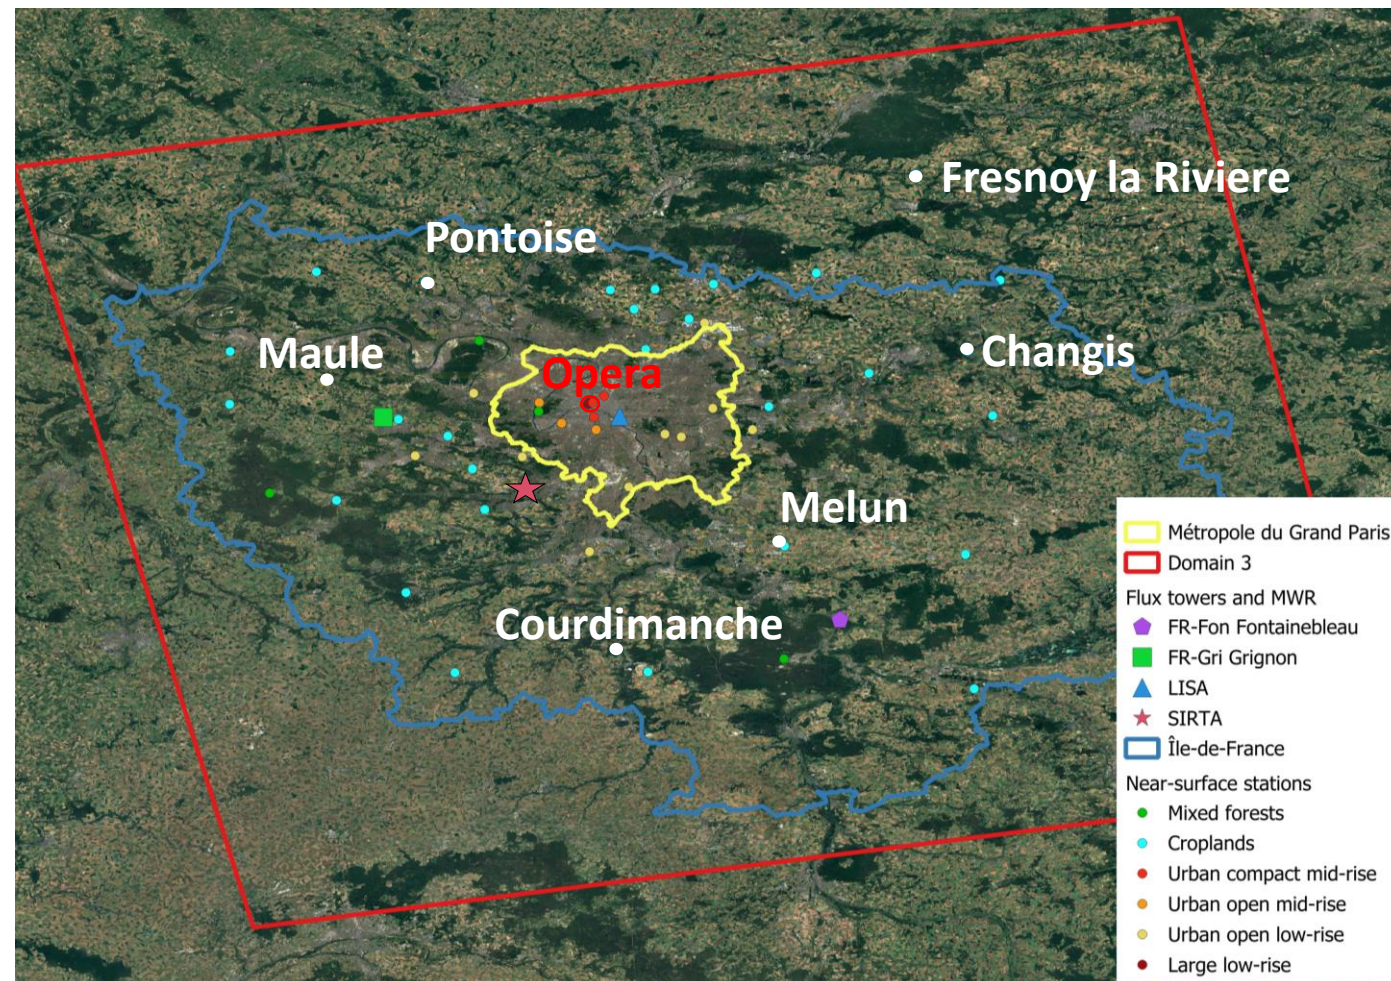 Fresnoy la Riviere
Pontoise
Maule
Changis
Opera
Melun
Courdimanche
Métropole du Grand Paris
Domain 3
Flux towers and MWR
FR-Fon Fontainebleau
FR-Gri Grignon
LISA
SIRTA
Île-de-France
Near-surface stations
Mixed forests
Croplands
Urban compact mid-rise
Urban open mid-rise
Urban open low-rise
Large low-rise